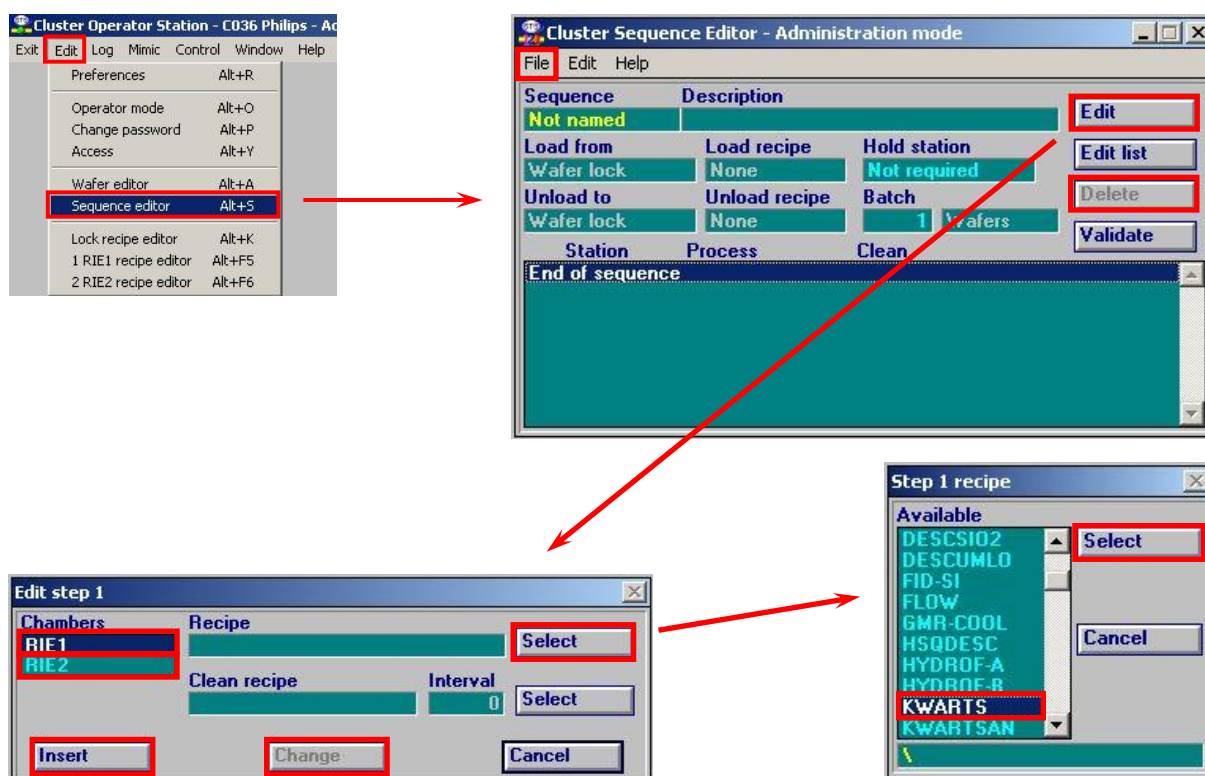 Cluster Operator Station - C036 Philips - Ad
Exit Edit Log Mimic Control Window Help
Preferences Alt+R
Operator mode Alt+O
Change password Alt+P
Access Alt+Y
Wafer editor Alt+A
Sequence editor Alt+S
Lock recipe editor Alt+K
1 RIE1 recipe editor Alt+F5
2 RIE2 recipe editor Alt+F6
Cluster Sequence Editor - Administration mode
File Edit Help
Sequence Description
Not named
Edit
Load from Load recipe Hold station
Wafer lock None Not required
Edit list
Unload to Unload recipe Batch
Wafer lock None 1 Wafers
Delete
Validate
Station Process Clean
End of sequence
Edit step 1
Chambers Recipe
RIE1
RIE2
Select
Clean recipe Interval
0 Select
Insert Change Cancel
Step 1 recipe
Available
DESCSIO2
DESCUMLO
FID-SI
FLOW
GMR-COOL
HSQDESC
HYDROF-A
HYDROF-B
KWARTS
KWARTSAN
\
Select
Cancel